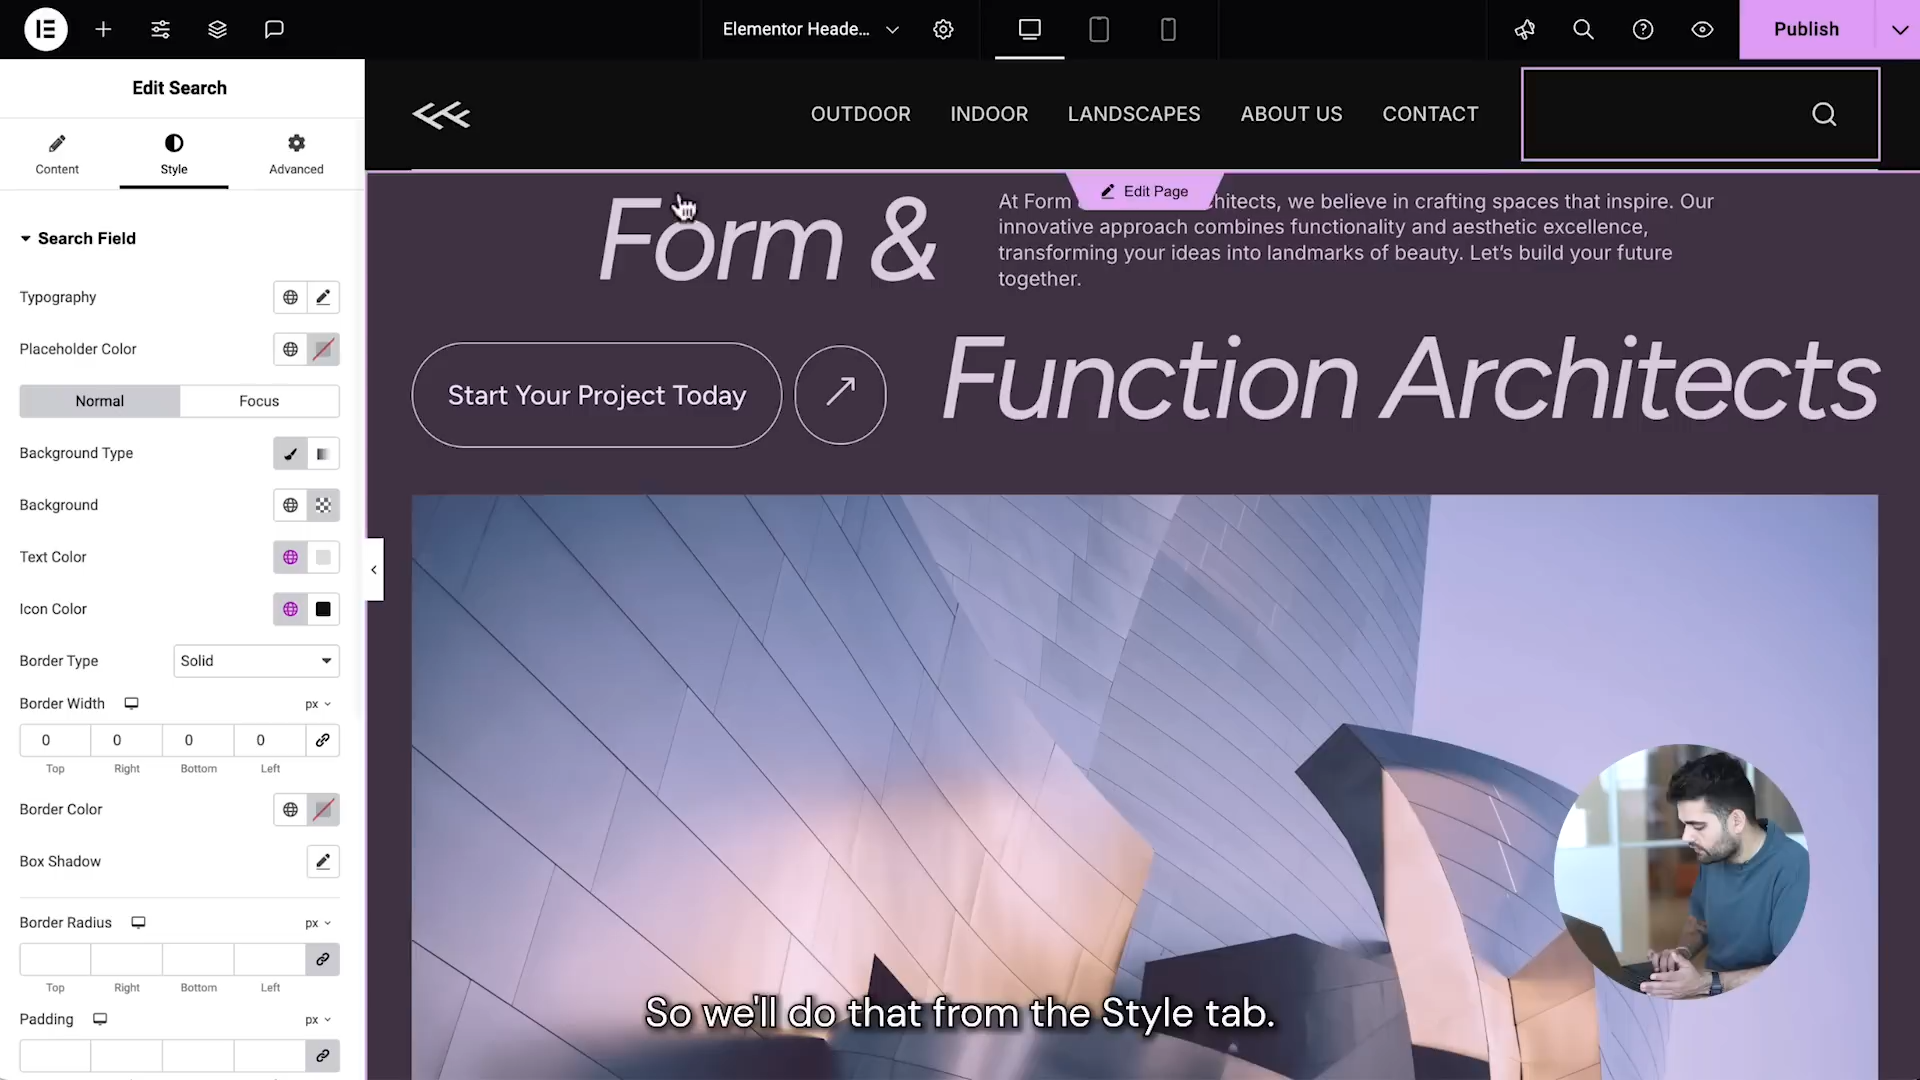 Elementor Heade...
Publish
Edit Search
Content
Style
Advanced
Search Field
Typography
Placeholder Color
Normal
Focus
Background Type
Background
Text Color
Icon Color
Border Type
Solid
Border Width
px
0
0
0
0
Top
Right
Bottom
Left
Border Color
Box Shadow
Border Radius
px
Top
Right
Bottom
Left
Padding
px
OUTDOOR
INDOOR
LANDSCAPES
ABOUT US
CONTACT
Edit Page
Form &
At Form chitects, we believe in crafting spaces that inspire. Our
innovative approach combines functionality and aesthetic excellence,
transforming your ideas into landmarks of beauty. Let's build your future
together.
Start Your Project Today
Function Architects
So we'll do that from the Style tab.